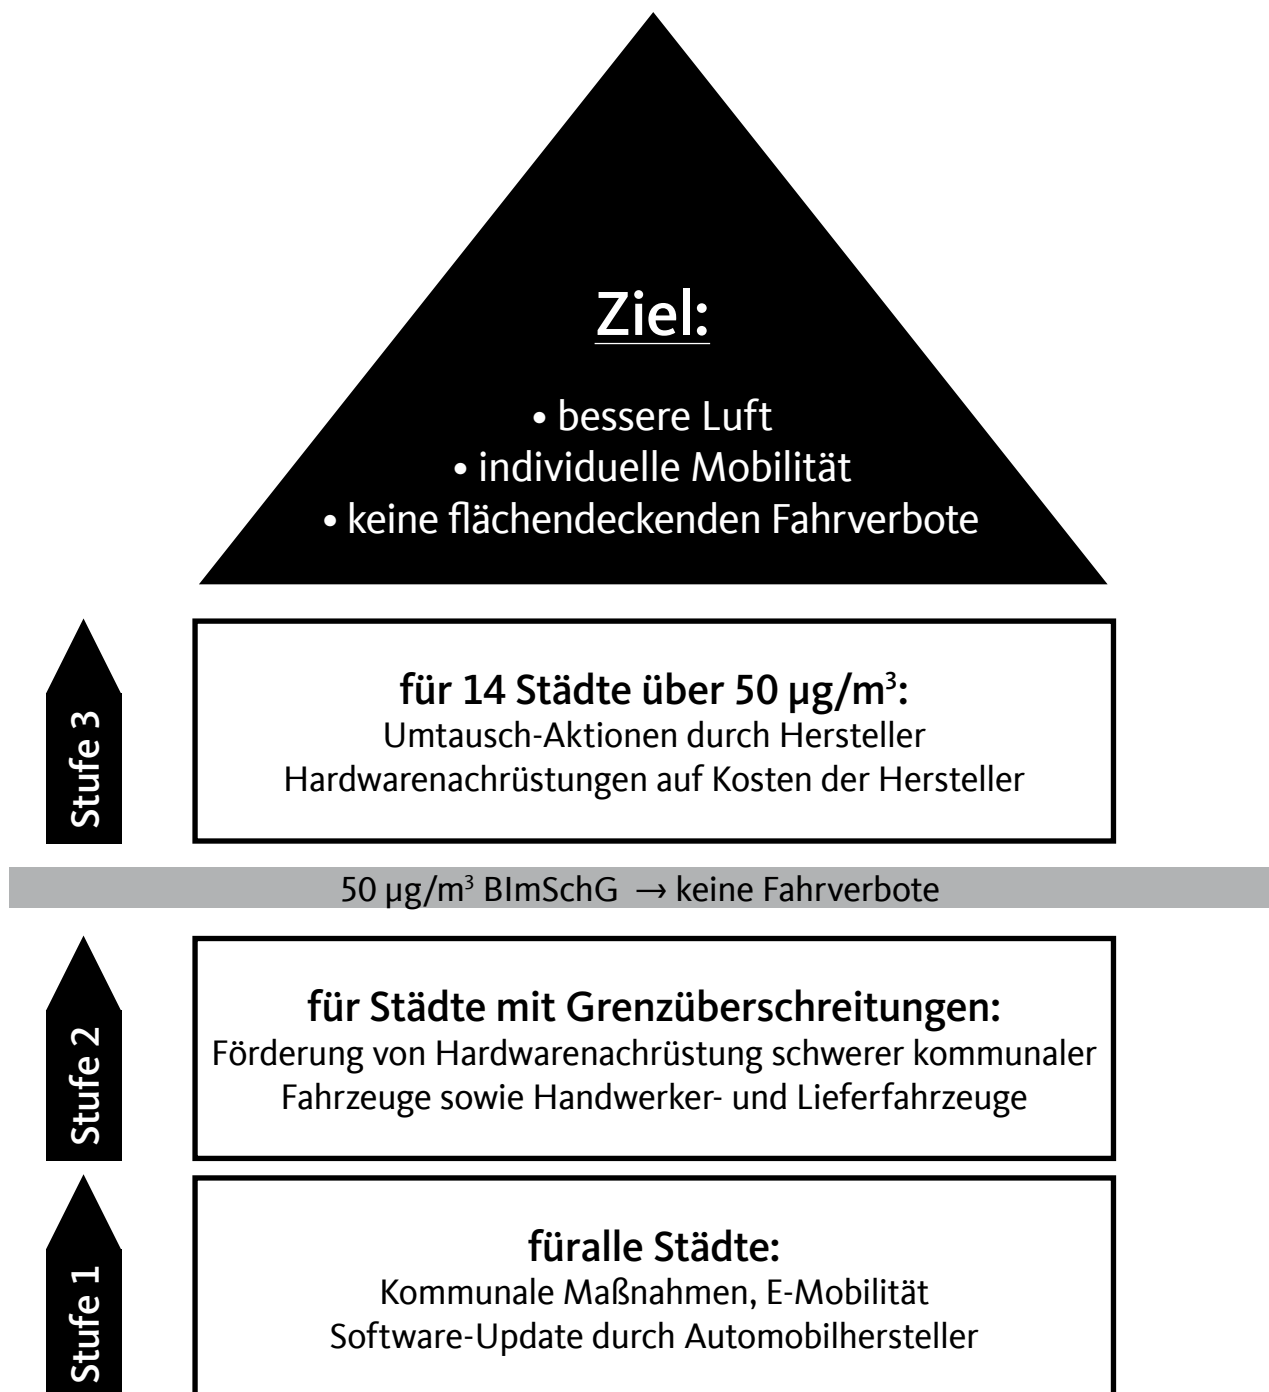 Ziel:
• bessere Luft
• individuelle Mobilität
• keine flächendeckenden Fahrverbote
Stufe 3
für 14 Städte über 50 µg/m³:
Umtausch-Aktionen durch Hersteller
Hardwarenachrüstungen auf Kosten der Hersteller
50 µg/m³ BImSchG → keine Fahrverbote
Stufe 2
für Städte mit Grenzüberschreitungen:
Förderung von Hardwarenachrüstung schwerer kommunaler
Fahrzeuge sowie Handwerker- und Lieferfahrzeuge
Stufe 1
füralle Städte:
Kommunale Maßnahmen, E-Mobilität
Software-Update durch Automobilhersteller